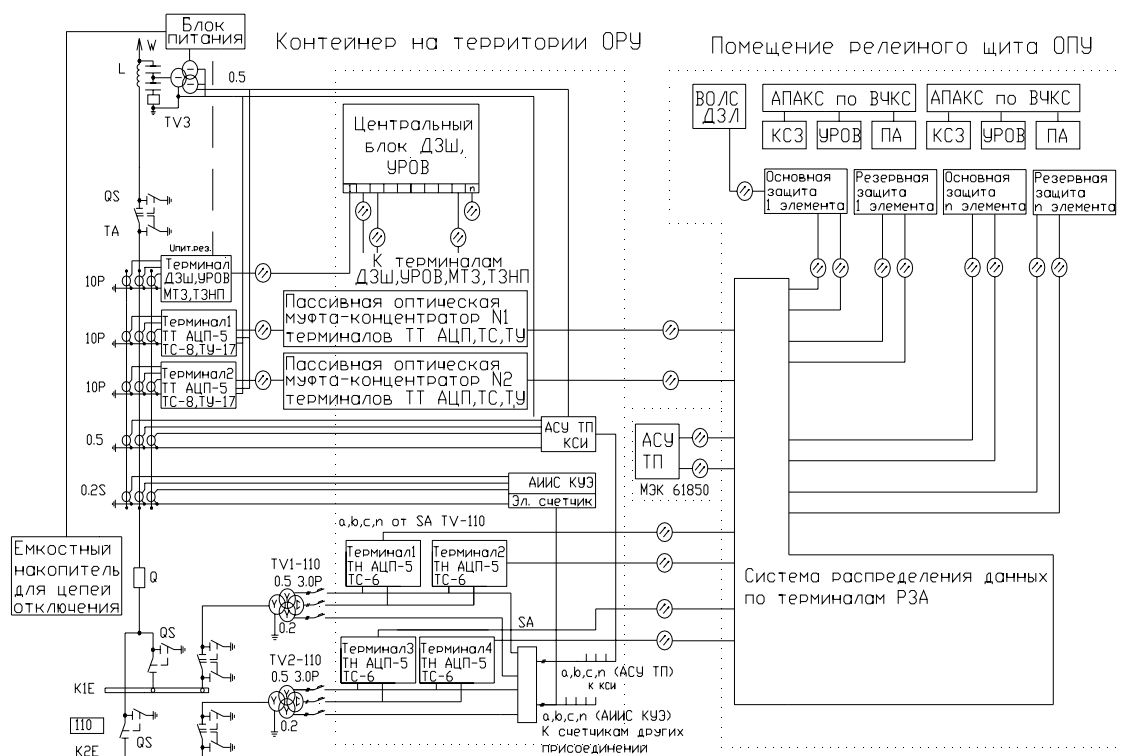 Блок
питания
Контейнер на территории ОРУ
Помещение релейного щита ОПУ
W
L
0.5
TV3
Центральный
блок ДЗШ,
УРОВ
1
n
ВОЛС
ДЗЛ
АПАКС по ВЧКС
АПАКС по ВЧКС
КСЗ
УРОВ
ПА
КСЗ
УРОВ
ПА
Основная
защита
1 элемента
Резервная
защита
1 элемента
Основная
защита
n элемента
Резервная
защита
n элемента
QS
TA
Uпит.рез.
Терминал
ДЗШ,УРОВ
МТЗ,ТЗНП
10Р
К терминалам
ДЗШ,УРОВ,МТЗ,ТЗНП
Терминал1
ТТ АЦП-5
ТС-8,ТУ-17
10Р
Пассивная оптическая
муфта-концентратор N1
терминалов ТТ АЦП,ТС,ТУ
Терминал2
ТТ АЦП-5
ТС-8,ТУ-17
10Р
Пассивная оптическая
муфта-концентратор N2
терминалов ТТ АЦП,ТС,ТУ
0.5
АСУ ТП
КСИ
АСУ
ТП
МЭК 61850
0.2S
АИИС КУЭ
Эл. счетчик
a,b,c,n от SA TV-110
Емкостный
накопитель
для цепей
отключения
Q
TV1-110
0.5 3.0Р
0.2
Терминал1
ТН АЦП-5
ТС-6
Терминал2
ТН АЦП-5
ТС-6
Система распределения данных
по терминалам РЗА
SA
QS
TV2-110
0.5 3.0Р
0.2
Терминал3
ТН АЦП-5
ТС-6
Терминал4
ТН АЦП-5
ТС-6
a,b,c,n (АСУ ТП)
к кси
K1E
110
QS
K2E
a,b,c,n (АИИС КУЭ)
К счетчикам других
присоединений